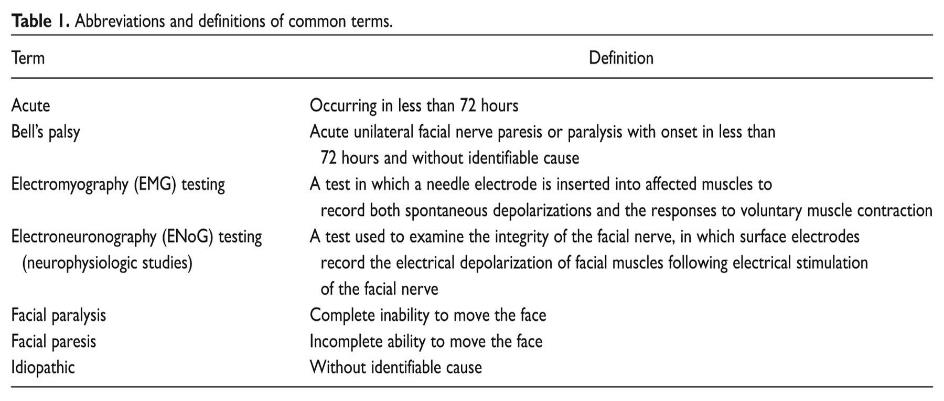 Table 1. Abbreviations and definitions of common terms.
Term Definition
Acute Occurring in less than 72 hours
Bell’s palsy Acute unilateral facial nerve paresis or paralysis with onset in less than
72 hours and without identifiable cause
Electromyography (EMG) testing A test in which a needle electrode is inserted into affected muscles to
record both spontaneous depolarizations and the responses to voluntary muscle contraction
Electroneuronography (ENoG) testing A test used to examine the integrity of the facial nerve, in which surface electrodes
(neurophysiologic studies) record the electrical depolarization of facial muscles following electrical stimulation
of the facial nerve
Facial paralysis Complete inability to move the face
Facial paresis Incomplete ability to move the face
Idiopathic Without identifiable cause